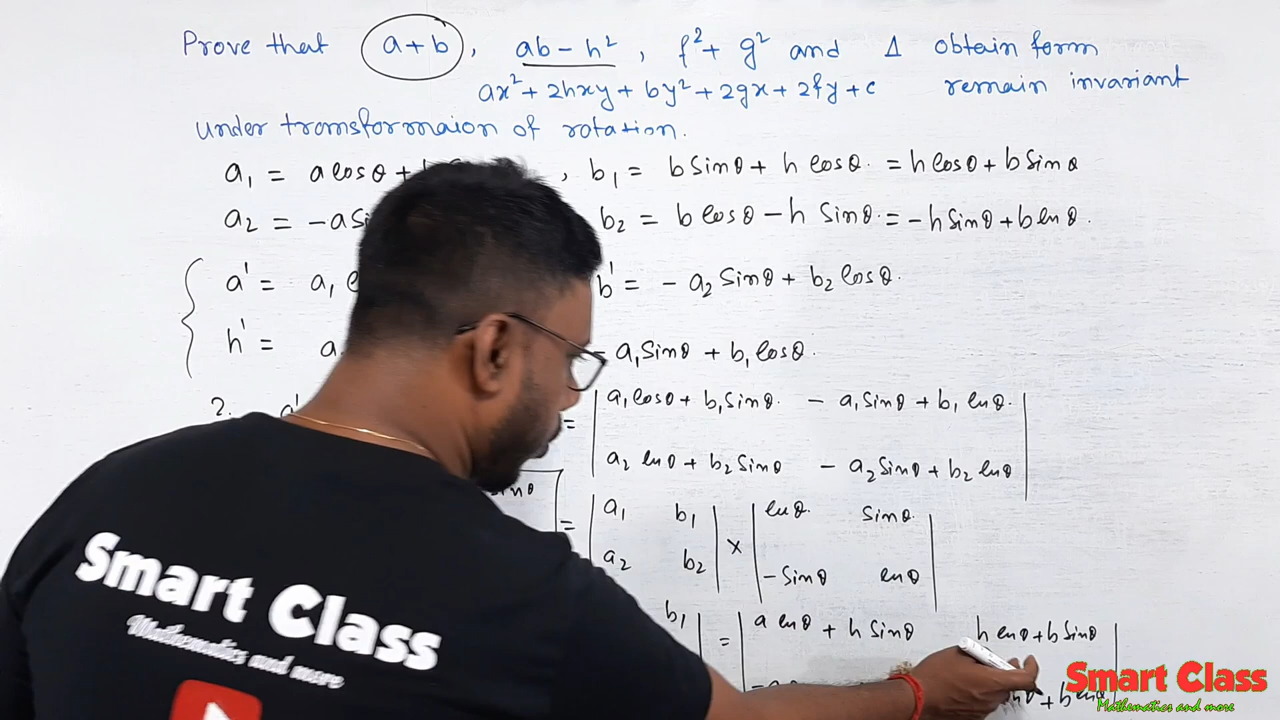 Prove that a+b, ab-h², f²+g² and Δ obtain form
ax²+2hxy+by²+2gx+2fy+c remain invariant
under transformaion of rotation.
a₁ = a cosθ + , b₁ = b Sinθ + h cosθ. = h cosθ + b Sinθ
a₂ = -a b₂ = b cosθ - h Sinθ. = -h Sinθ + b cosθ.
a' = a₁ b' = - a₂ Sinθ + b₂ cosθ.
h' = - a₁ Sinθ + b₁ cosθ.
2. a' = | a₁ cosθ + b₁ Sinθ. - a₁ Sinθ + b₁ cosθ. |
a₂ cosθ + b₂ Sinθ - a₂ Sinθ + b₂ cosθ
Sinθ = | a₁ b₁ | × | cosθ. Sinθ. |
a₂ b₂ -Sinθ cosθ
b₁ | = | a cosθ + h Sinθ h cosθ + b Sinθ |
+ b cosθ
Smart Class
Mathematics and more
Smart Class
Mathematics and more